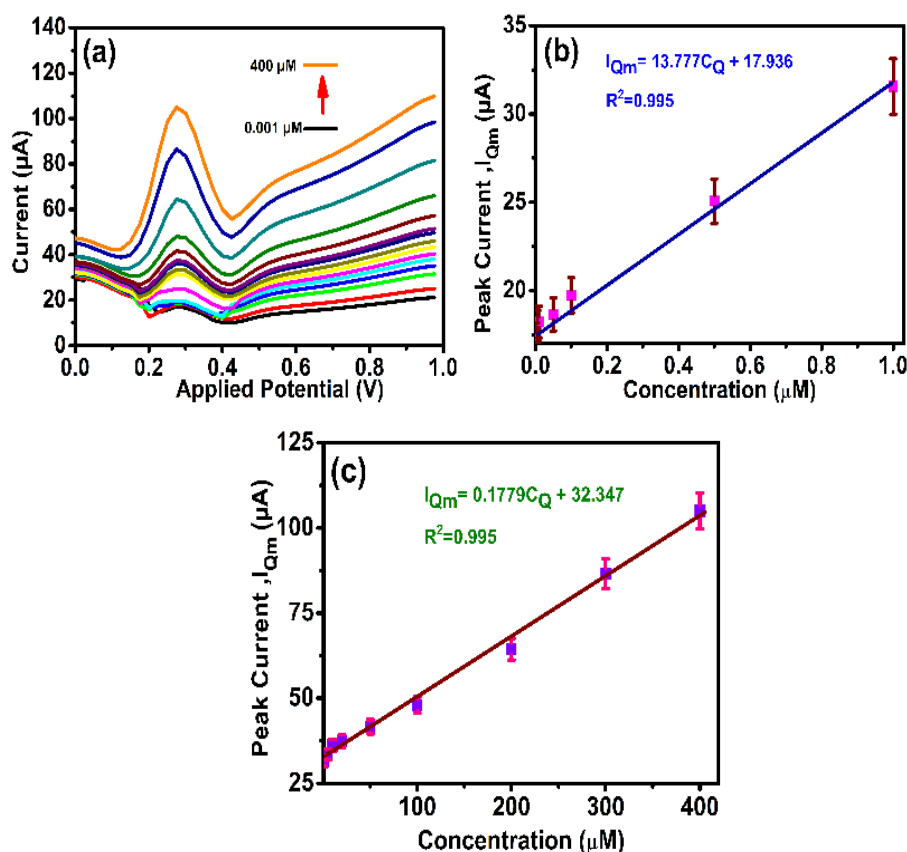 (a)
140
120
100
80
60
40
20
0
Current (µA)
400 µM
0.001 µM
0.0 0.2 0.4 0.6 0.8 1.0
Applied Potential (V)
(b)
35
30
25
20
Peak Current ,I_Qm (µA)
I_Qm= 13.777C_Q + 17.936
R²=0.995
0.0 0.2 0.4 0.6 0.8 1.0
Concentration (µM)
(c)
125
100
75
50
25
Peak Current ,I_Qm (µA)
I_Qm= 0.1779C_Q + 32.347
R²=0.995
100 200 300 400
Concentration (µM)